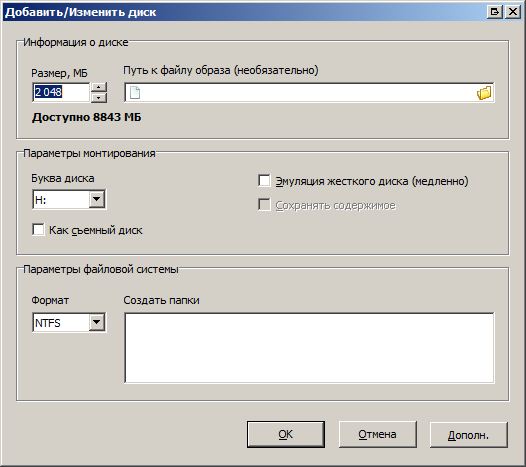 Добавить/Изменить диск
Информация о диске
Размер, МБ
Путь к файлу образа (необязательно)
2 048
Доступно 8843 МБ
Параметры монтирования
Буква диска
H:
Эмуляция жесткого диска (медленно)
Сохранять содержимое
Как съемный диск
Параметры файловой системы
Формат
Создать папки
NTFS
OK
Отмена
Дополн.